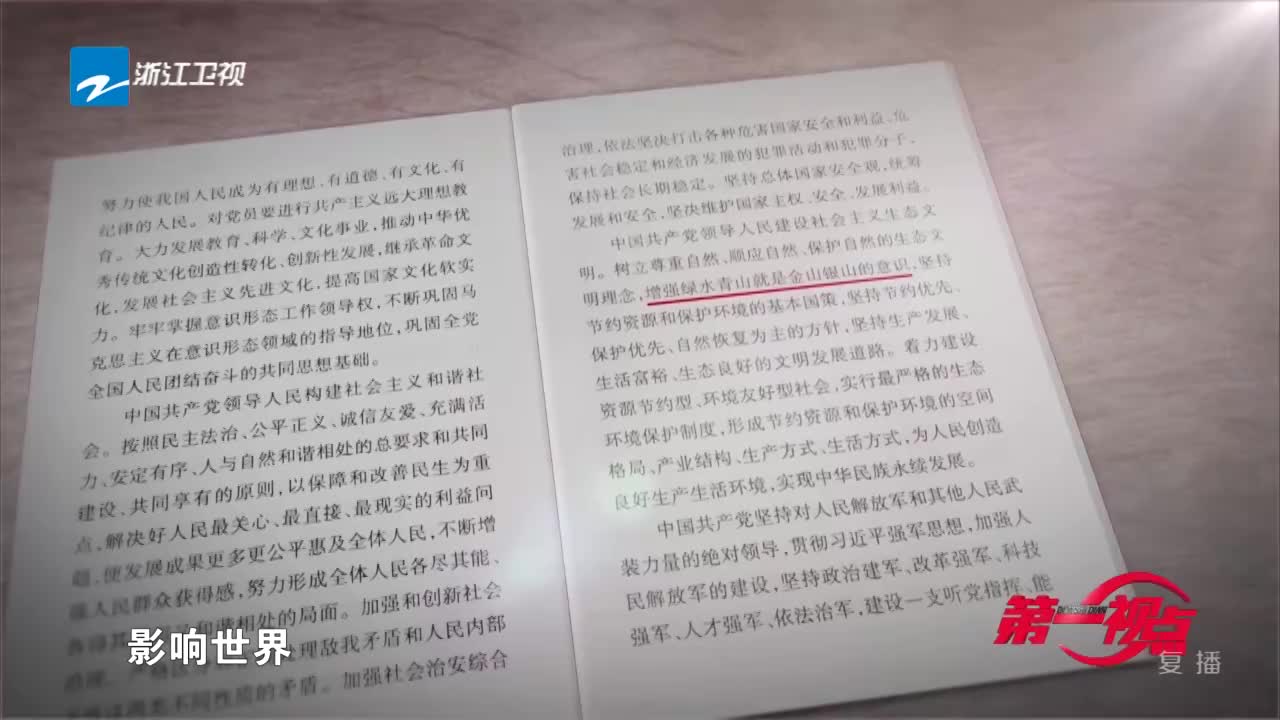 浙江卫视
努力使我国人民成为有理想、有道德、有文化、有
纪律的人民。对党员要进行共产主义远大理想教
育。大力发展教育、科学、文化事业,推动中华优
秀传统文化创造性转化、创新性发展,继承革命文
化,发展社会主义先进文化,提高国家文化软实
力。牢牢掌握意识形态工作领导权,不断巩固马
克思主义在意识形态领域的指导地位,巩固全党
全国人民团结奋斗的共同思想基础。
中国共产党领导人民构建社会主义和谐社
会。按照民主法治、公平正义、诚信友爱、充满活
力、安定有序、人与自然和谐相处的总要求和共同
建设、共同享有的原则,以保障和改善民生为重
点,解决好人民最关心、最直接、最现实的利益问
题,使发展成果更多更公平惠及全体人民,不断增
强人民群众获得感,努力形成全体人民各尽其能、
各得其 和谐相处的局面。加强和创新社会
处理敌我矛盾和人民内部
两类不同性质的矛盾。加强社会治安综合
治理,依法坚决打击各种危害国家安全和利益、危
害社会稳定和经济发展的犯罪活动和犯罪分子,
保持社会长期稳定。坚持总体国家安全观,统筹
发展和安全,坚决维护国家主权、安全、发展利益。
中国共产党领导人民建设社会主义生态文
明。树立尊重自然、顺应自然、保护自然的生态文
明理念,增强绿水青山就是金山银山的意识,坚持
节约资源和保护环境的基本国策,坚持节约优先、
保护优先、自然恢复为主的方针,坚持生产发展、
生活富裕、生态良好的文明发展道路。着力建设
资源节约型、环境友好型社会,实行最严格的生态
环境保护制度,形成节约资源和保护环境的空间
格局、产业结构、生产方式、生活方式,为人民创造
良好生产生活环境,实现中华民族永续发展。
中国共产党坚持对人民解放军和其他人民武
装力量的绝对领导,贯彻习近平强军思想,加强人
民解放军的建设,坚持政治建军、改革强军、科技
强军、人才强军、依法治军,建设一支听党指挥、能
影响世界
第一视点
复播